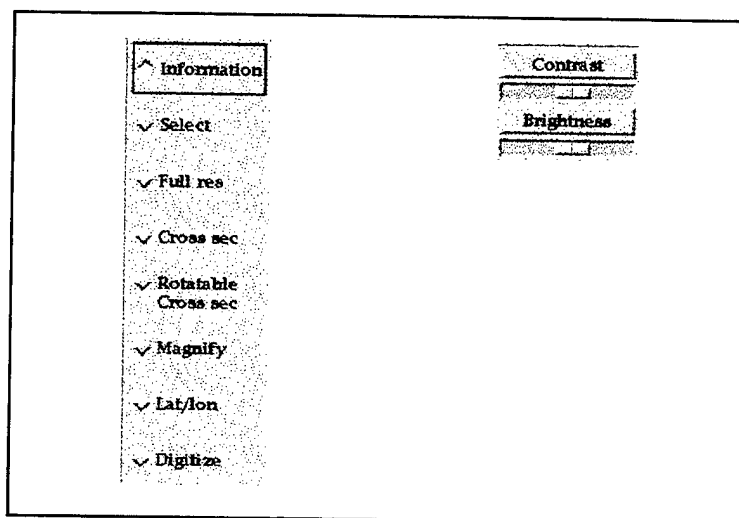 Information
Select
Full res
Cross sec
Rotatable
Cross sec
Magnify
Lat/lon
Digitize
Contrast
Brightness